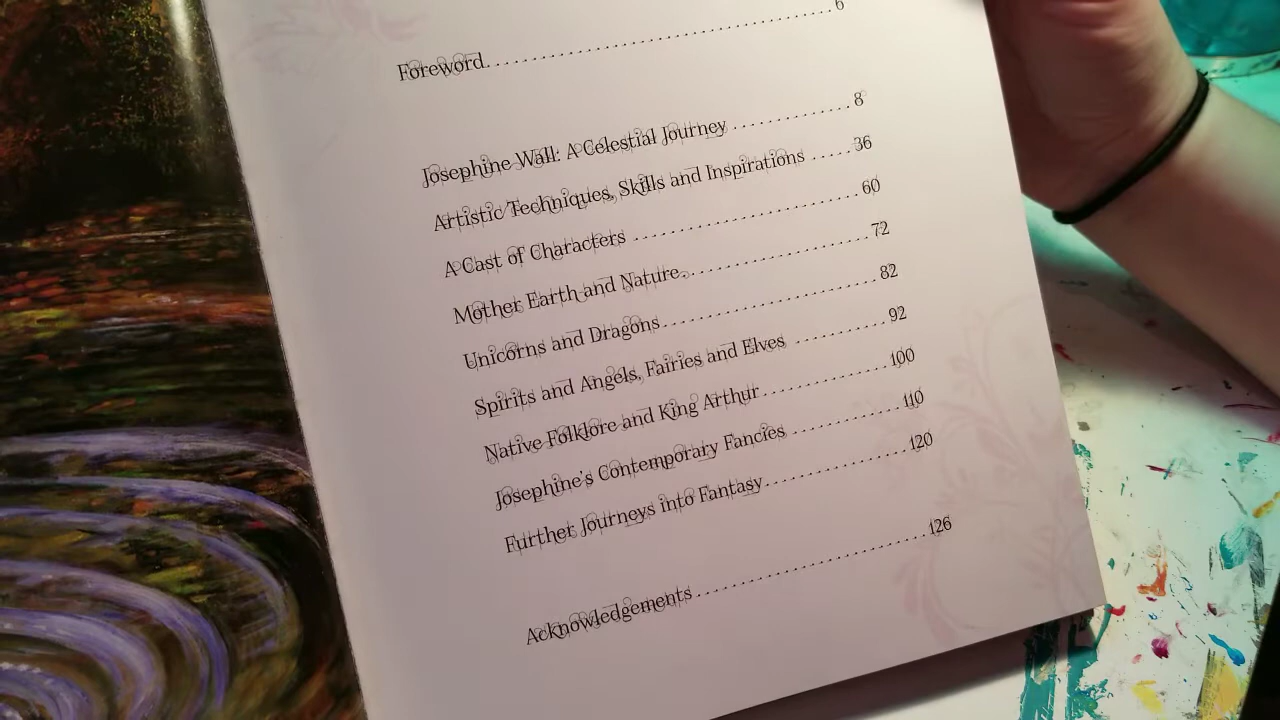 Foreword.................................................6
Josephine Wall: A Celestial Journey ................8
Artistic Techniques, Skills and Inspirations ......36
A Cast of Characters ..................................60
Mother Earth and Nature.............................72
Unicorns and Dragons................................82
Spirits and Angels, Fairies and Elves ..............92
Native Folklore and King Arthur ..................100
Josephine's Contemporary Fancies ...............110
Further Journeys into Fantasy.....................120
Acknowledgements ..................................126